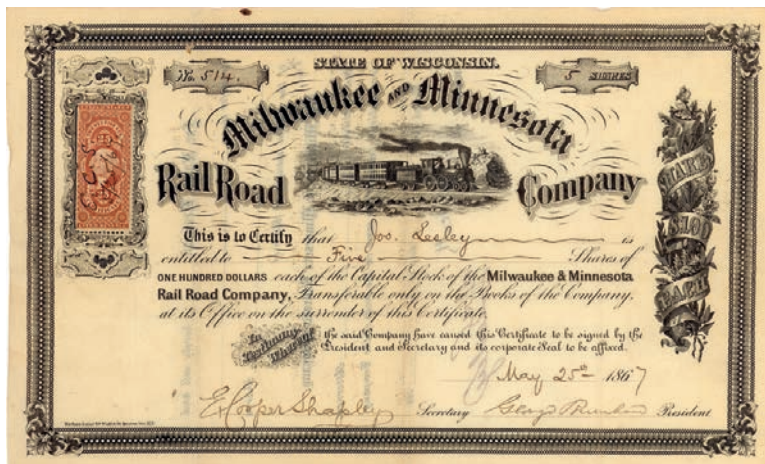 STATE OF WISCONSIN.
No. 514.
5 SHARES
Milwaukee AND Minnesota
Rail Road Company
This is to Certify that Jos. Lesley is
entitled to Five Shares of
ONE HUNDRED DOLLARS each of the Capital Stock of the Milwaukee & Minnesota
Rail Road Company, Transferable only on the Books of the Company,
at its Office on the surrender of this Certificate.
In Testimony Whereof the said Company have caused this Certificate to be signed by the
President and Secretary and its corporate Seal to be affixed.
May 25th 1867
E. Cooper Shapley Secretary George President
SHARES
$100
EACH